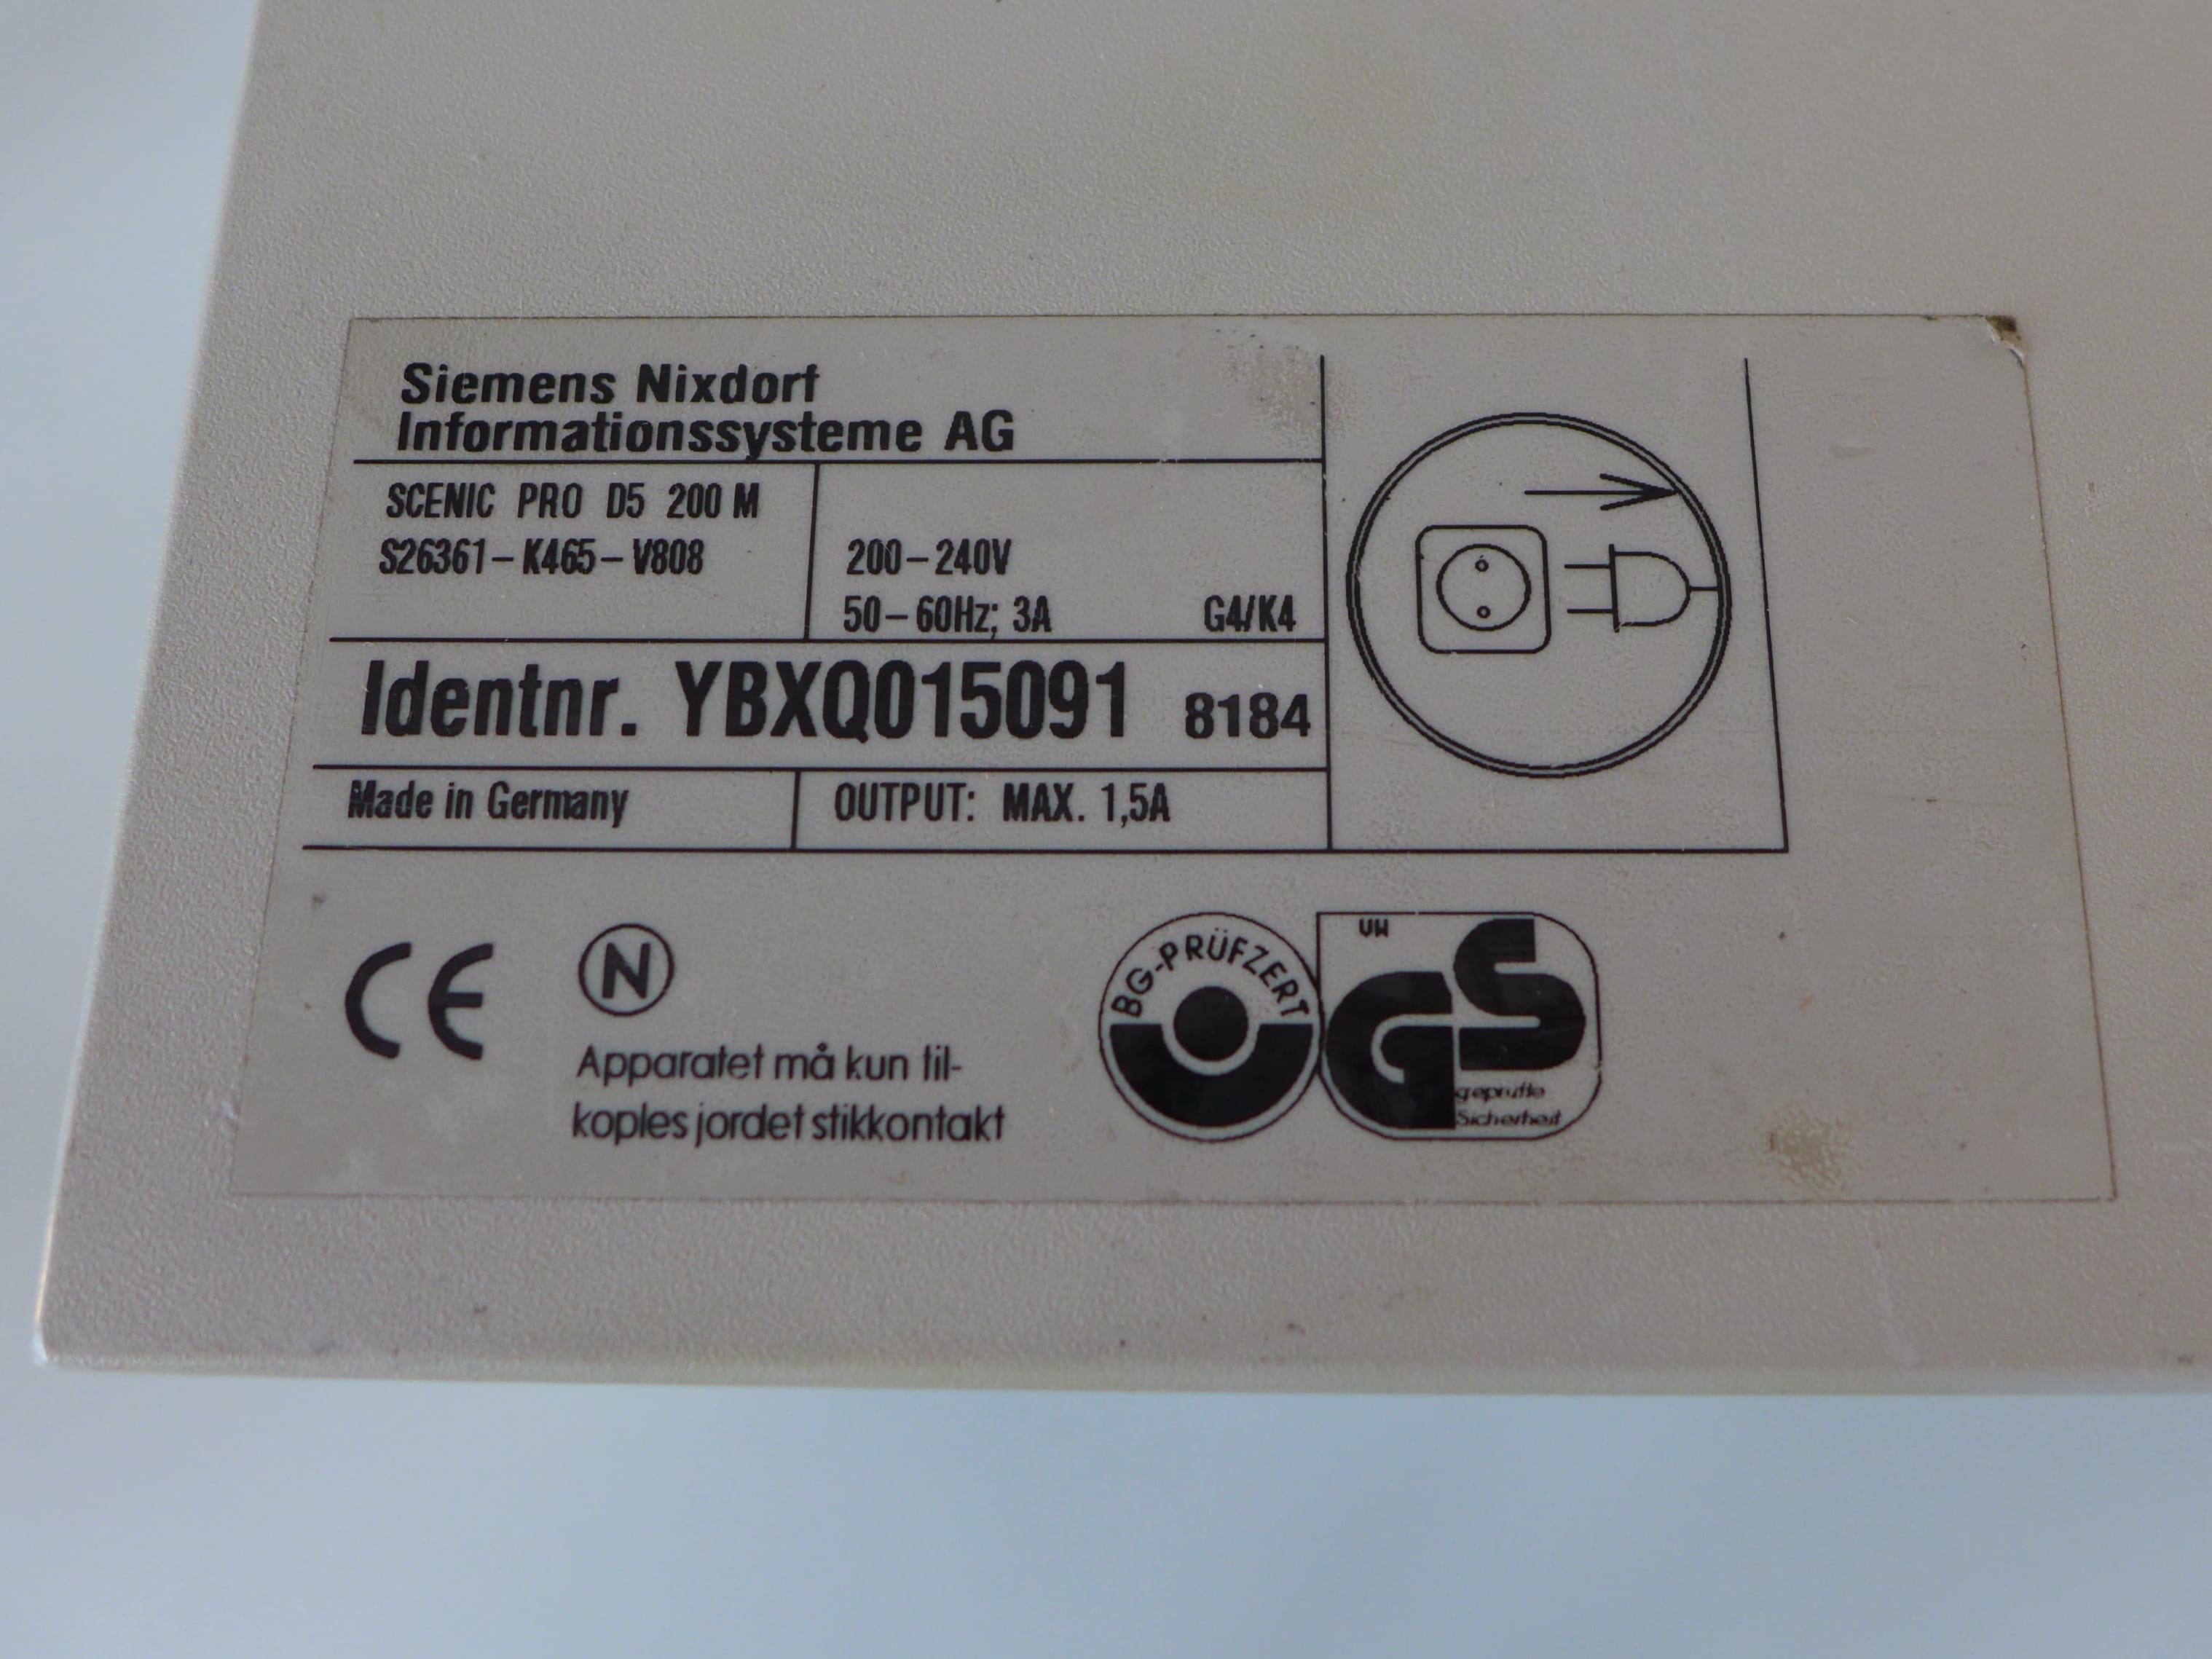 Siemens Nixdorf
Informationssysteme AG
SCENIC PRO D5 200 M
S26361-K465-V808
200-240V
50-60Hz; 3A G4/K4
Identnr. YBXQ015091 8184
Made in Germany
OUTPUT: MAX. 1,5A
CE
N
Apparatet må kun til-
koples jordet stikkontakt
BG-PRÜFZERT
VW
GS
geprüfte
Sicherheit